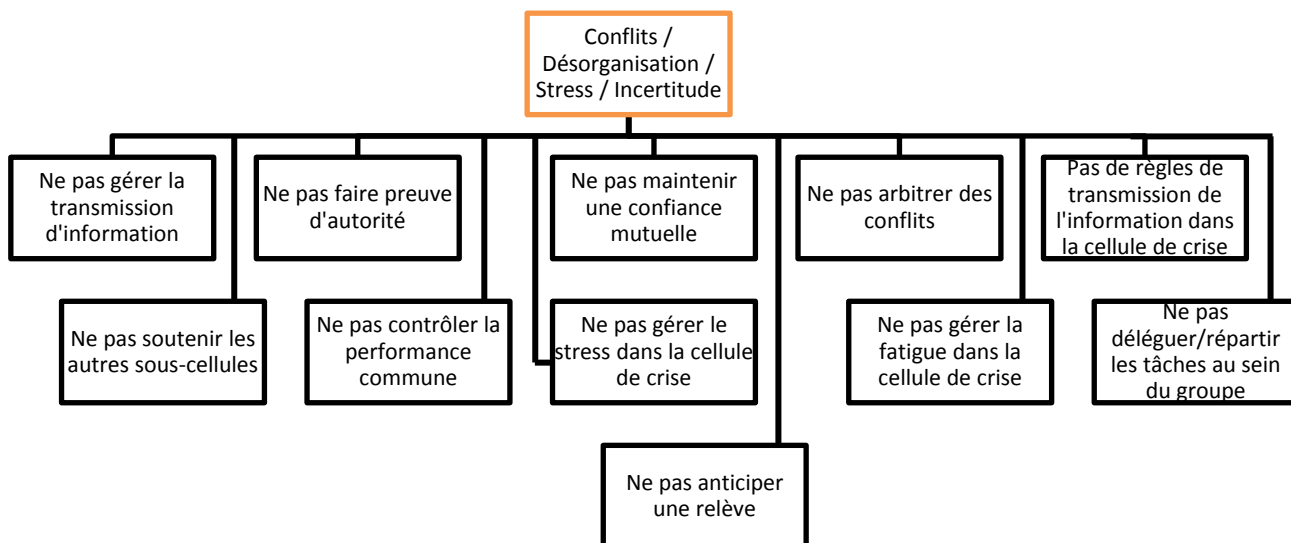 Conflits /
Désorganisation /
Stress / Incertitude
Ne pas gérer la
transmission
d'information
Ne pas faire preuve
d'autorité
Ne pas maintenir
une confiance
mutuelle
Ne pas arbitrer des
conflits
Pas de règles de
transmission de
l'information dans
la cellule de crise
Ne pas soutenir les
autres sous-cellules
Ne pas contrôler la
performance
commune
Ne pas gérer le
stress dans la cellule
de crise
Ne pas gérer la
fatigue dans la
cellule de crise
Ne pas
déléguer/répartir
les tâches au sein
du groupe
Ne pas anticiper
une relève